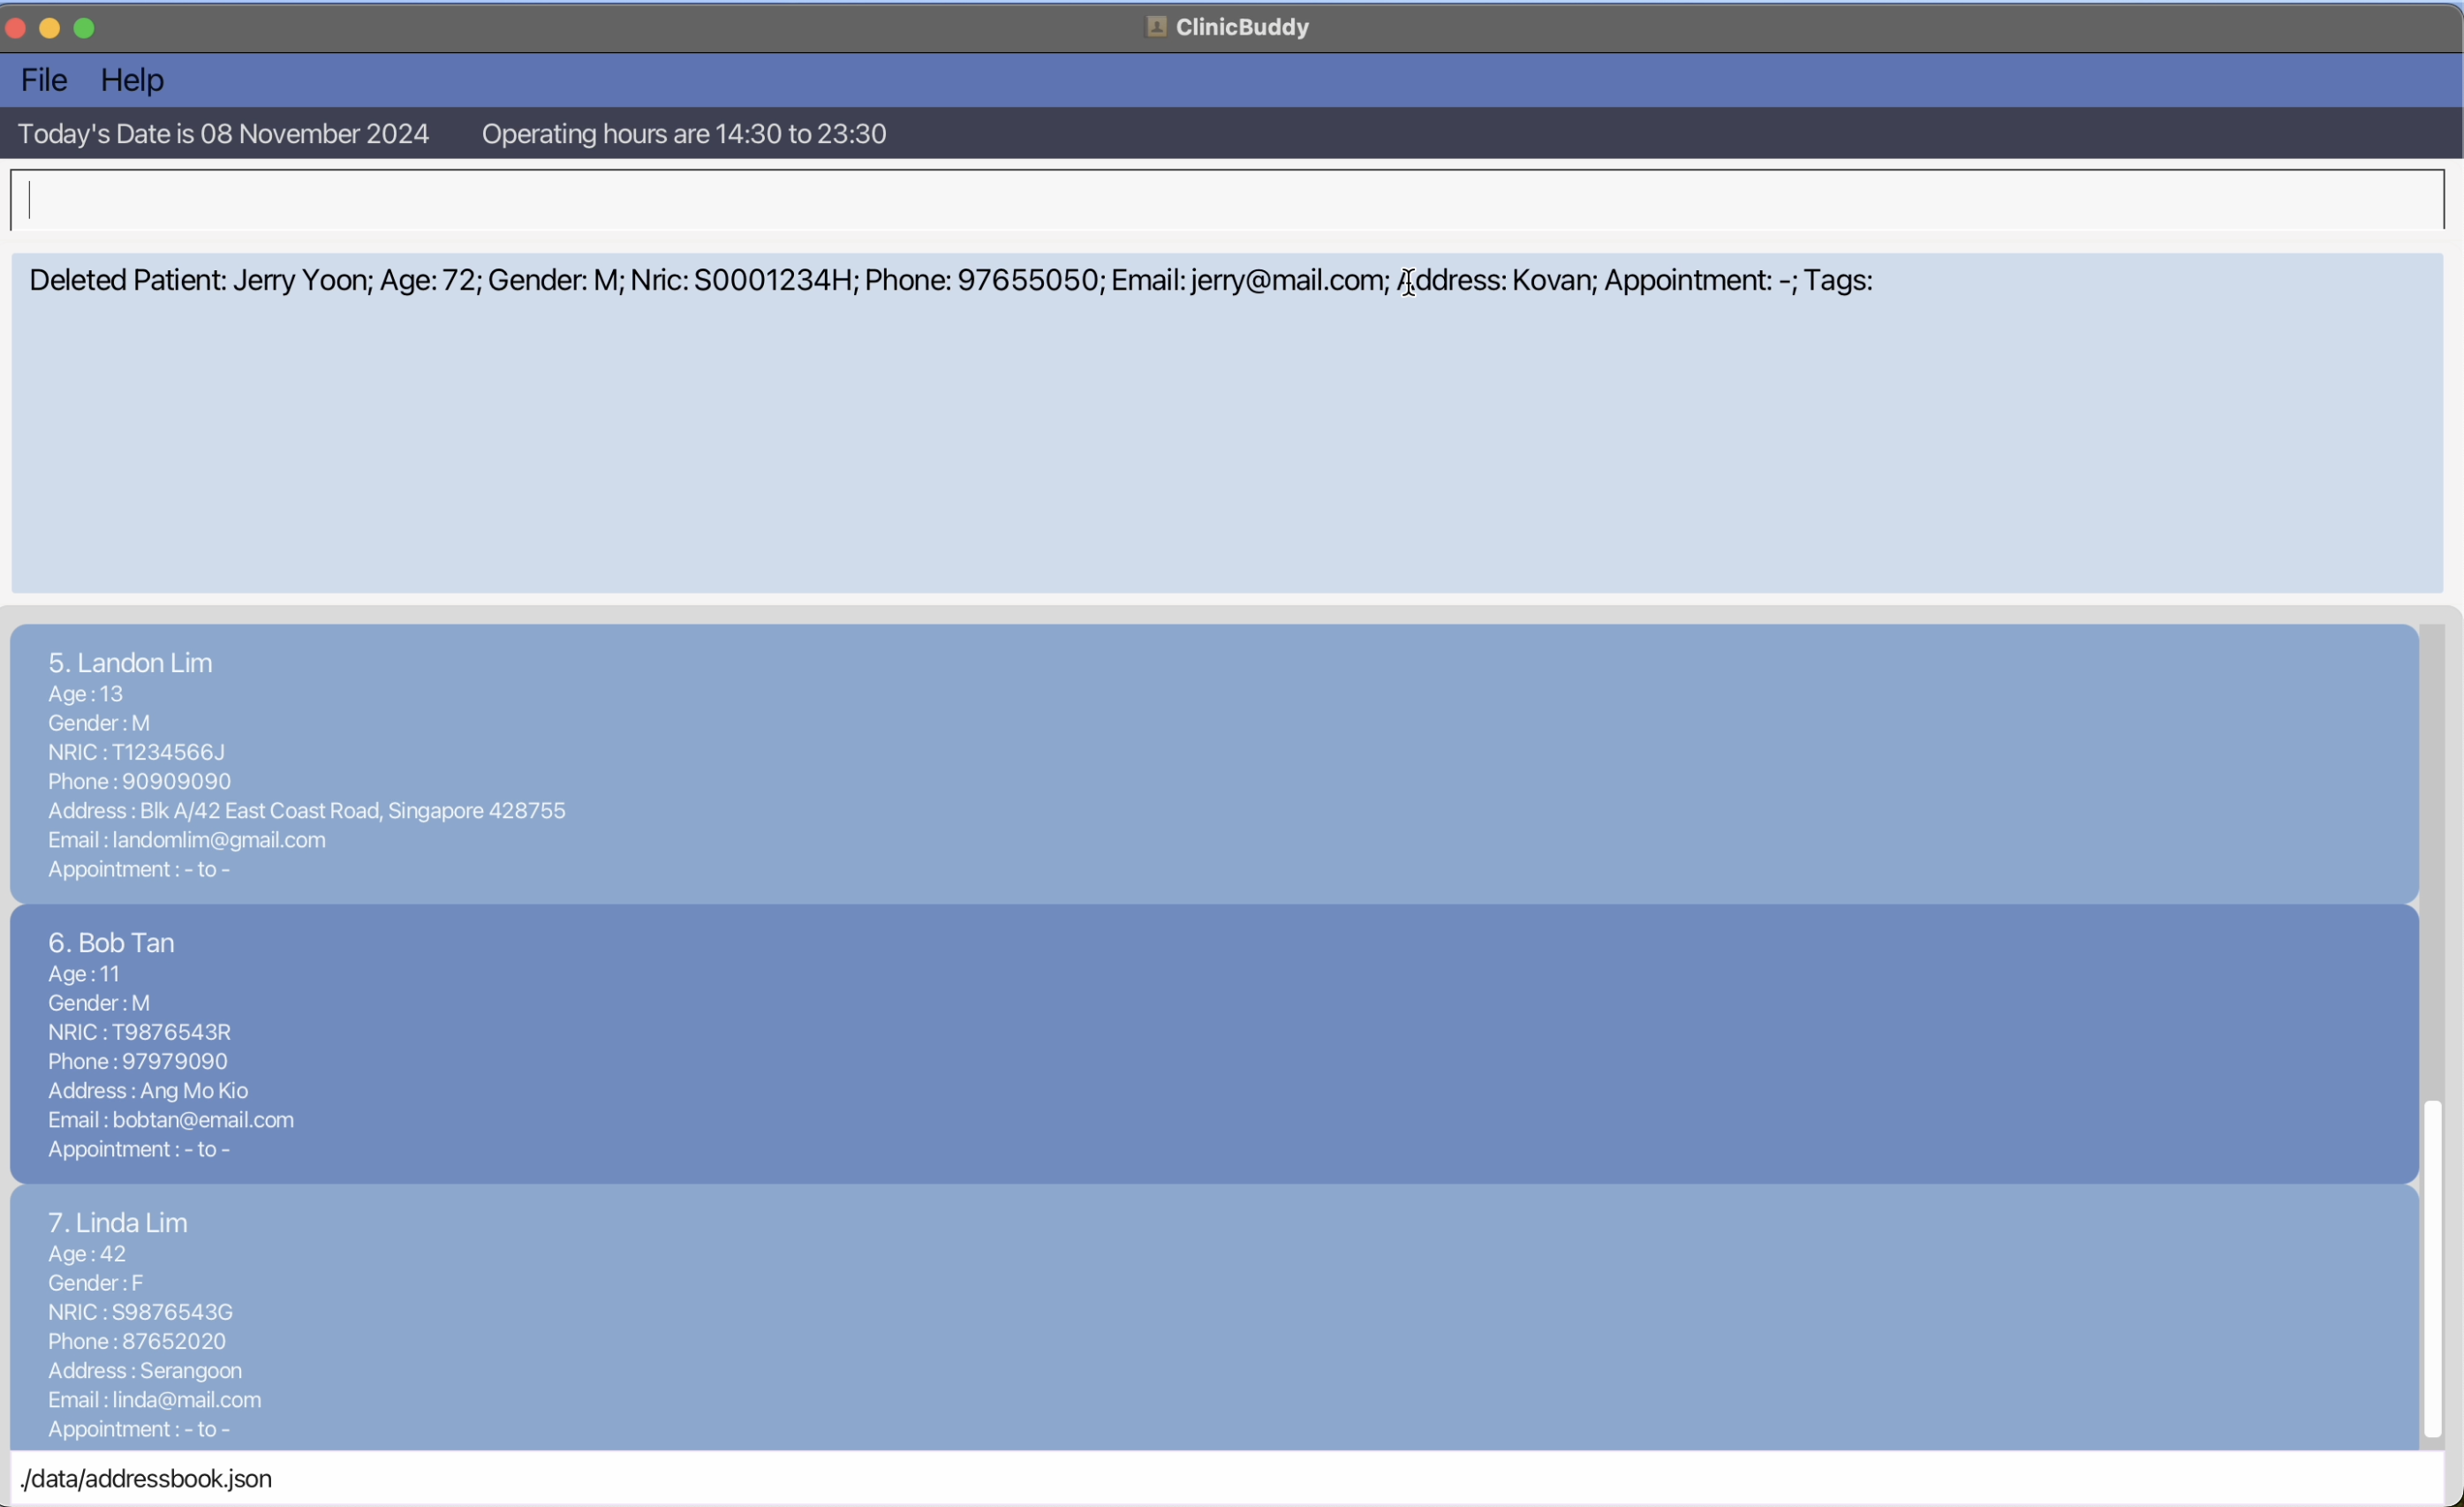 ClinicBuddy
File Help
Today's Date is 08 November 2024 Operating hours are 14:30 to 23:30
Deleted Patient: Jerry Yoon; Age: 72; Gender: M; Nric: S0001234H; Phone: 97655050; Email: jerry@mail.com; Address: Kovan; Appointment: -; Tags:
5. Landon Lim
Age : 13
Gender : M
NRIC : T1234566J
Phone : 90909090
Address : Blk A/42 East Coast Road, Singapore 428755
Email : landomlim@gmail.com
Appointment : - to -
6. Bob Tan
Age : 11
Gender : M
NRIC : T9876543R
Phone : 97979090
Address : Ang Mo Kio
Email : bobtan@email.com
Appointment : - to -
7. Linda Lim
Age : 42
Gender : F
NRIC : S9876543G
Phone : 87652020
Address : Serangoon
Email : linda@mail.com
Appointment : - to -
./data/addressbook.json